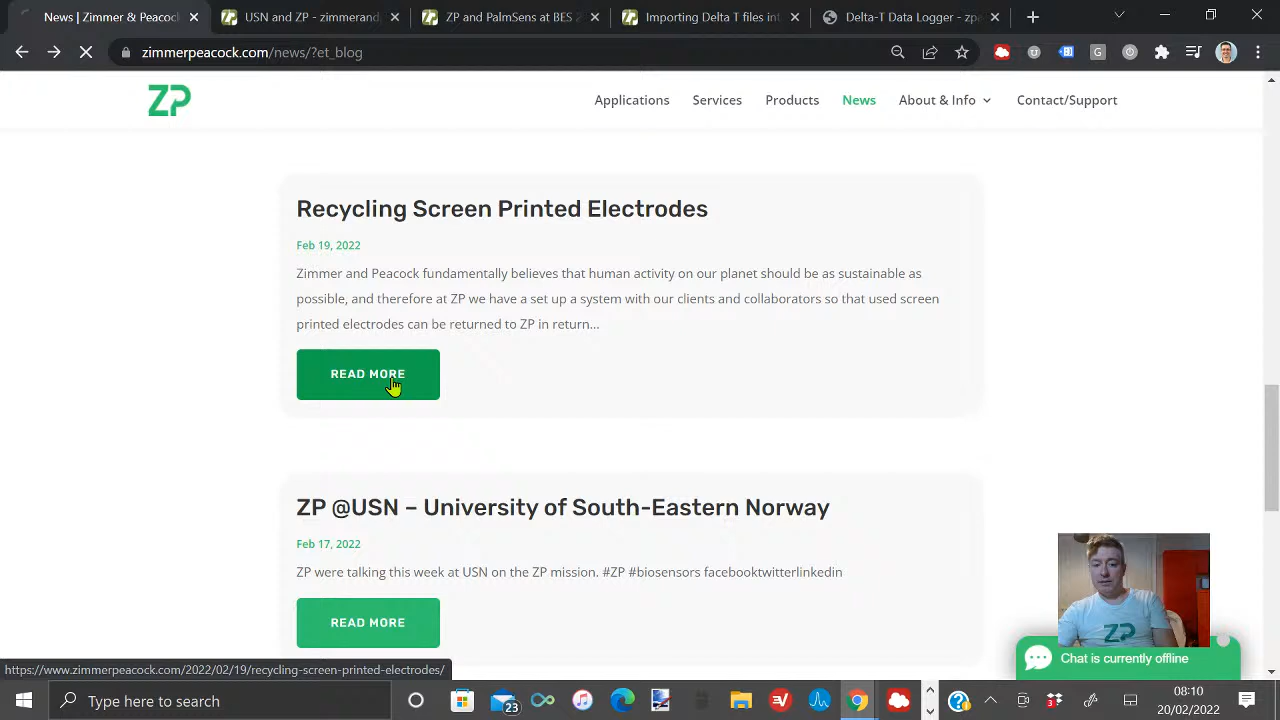 News | Zimmer & Peacock
USN and ZP - zimmerand
ZP and PalmSens at BES 2
Importing Delta T files int
Delta-T Data Logger - zpe
zimmerpeacock.com/news/?et_blog
ZP
Applications
Services
Products
News
About & Info
Contact/Support
Recycling Screen Printed Electrodes
Feb 19, 2022
Zimmer and Peacock fundamentally believes that human activity on our planet should be as sustainable as
possible, and therefore at ZP we have a set up a system with our clients and collaborators so that used screen
printed electrodes can be returned to ZP in return...
READ MORE
ZP @USN – University of South-Eastern Norway
Feb 17, 2022
ZP were talking this week at USN on the ZP mission. #ZP #biosensors facebooktwitterlinkedin
READ MORE
ZP
Chat is currently offline
https://www.zimmerpeacock.com/2022/02/19/recycling-screen-printed-electrodes/
Type here to search
23
08:10
20/02/2022